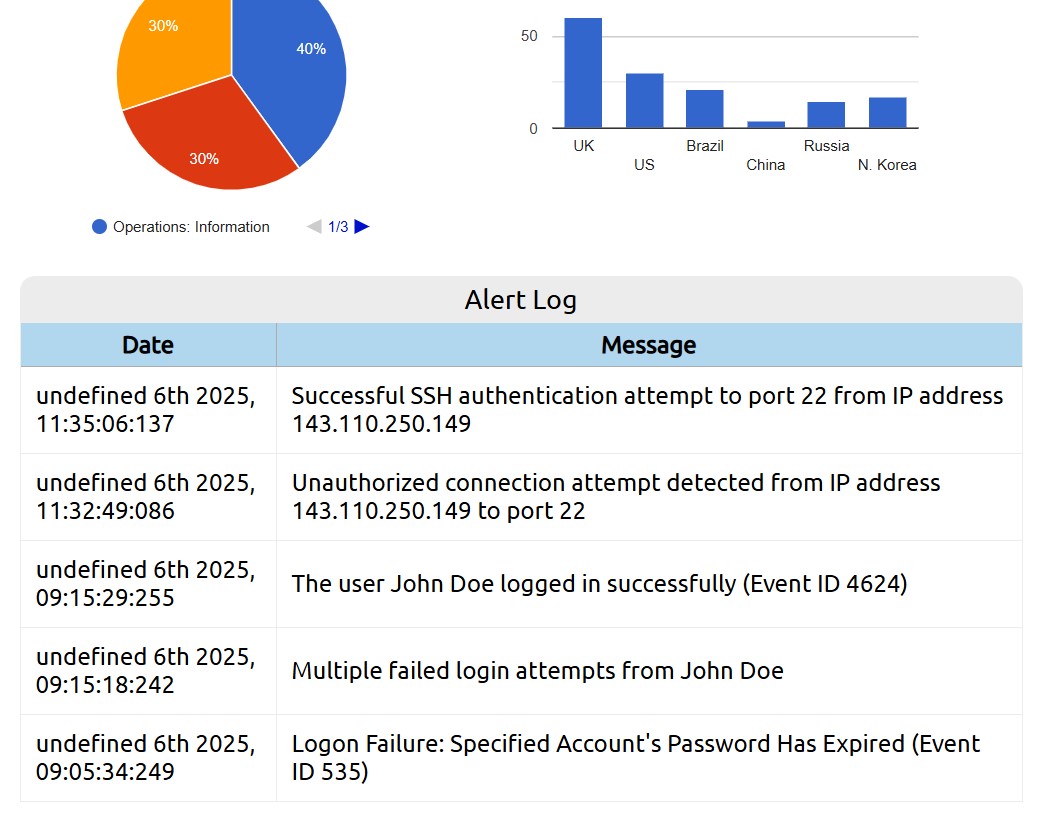 30%
40%
30%
Operations: Information
1/3
50
0
UK
US
Brazil
China
Russia
N. Korea
Alert Log
Date Message
undefined 6th 2025,
11:35:06:137
Successful SSH authentication attempt to port 22 from IP address
143.110.250.149
undefined 6th 2025,
11:32:49:086
Unauthorized connection attempt detected from IP address
143.110.250.149 to port 22
undefined 6th 2025,
09:15:29:255
The user John Doe logged in successfully (Event ID 4624)
undefined 6th 2025,
09:15:18:242
Multiple failed login attempts from John Doe
undefined 6th 2025,
09:05:34:249
Logon Failure: Specified Account's Password Has Expired (Event
ID 535)